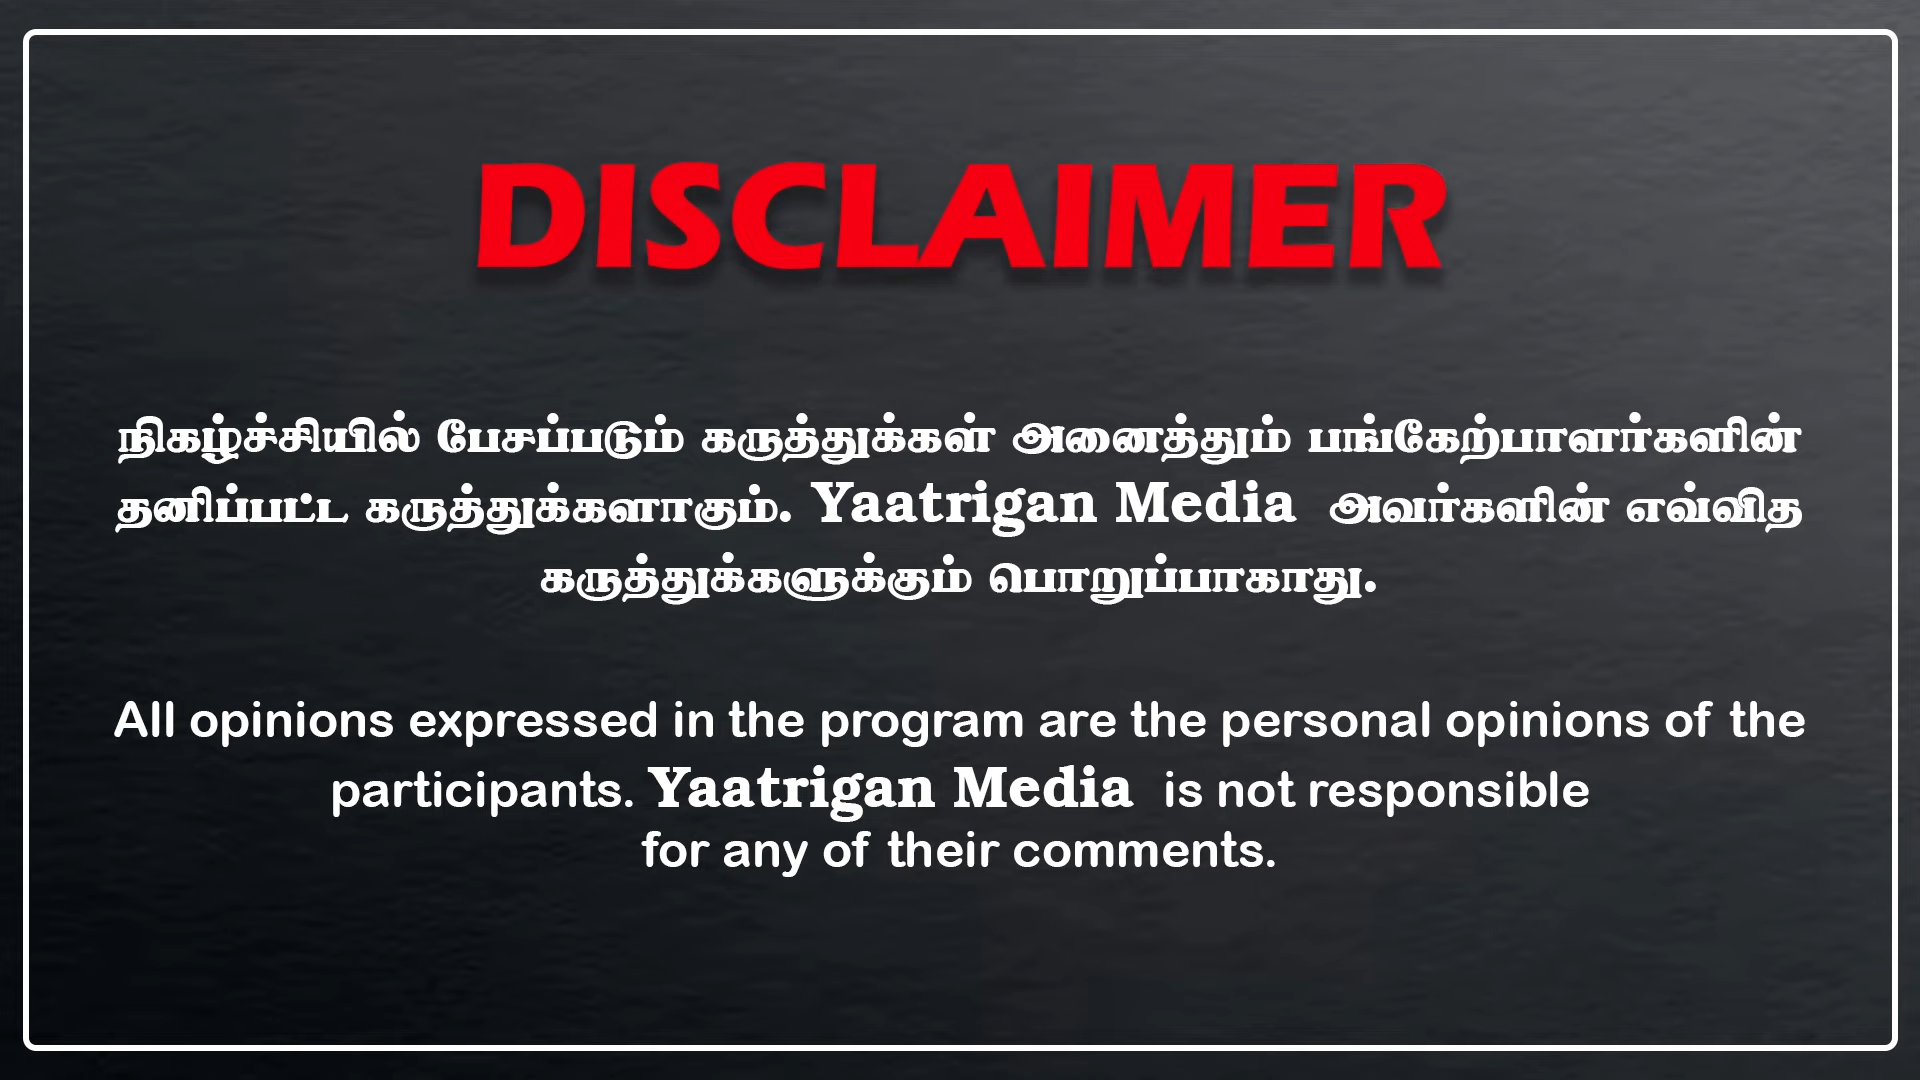 DISCLAIMER
நிகழ்ச்சியில் பேசப்படும் கருத்துக்கள் அனைத்தும் பங்கேற்பாளர்களின்
தனிப்பட்ட கருத்துக்களாகும். Yaatrigan Media அவர்களின் எவ்வித
கருத்துக்களுக்கும் பொறுப்பாகாது.
All opinions expressed in the program are the personal opinions of the
participants. Yaatrigan Media is not responsible
for any of their comments.